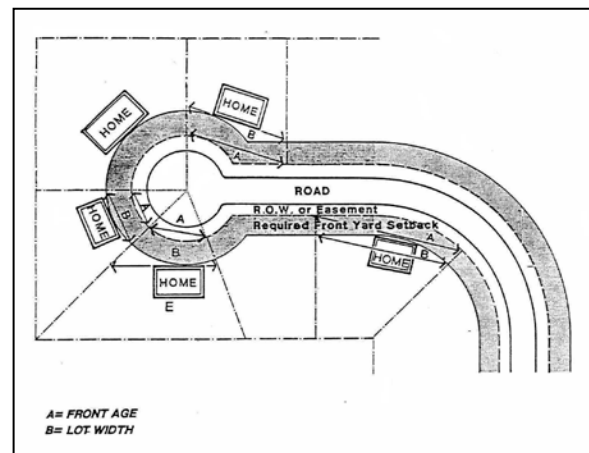 HOME
HOME
B
A
ROAD
R.O.W. or Easement
Required Front Yard Setback
HOME
B
A
A
B
A
B
HOME
HOME
E
A= FRONT AGE
B= LOT WIDTH